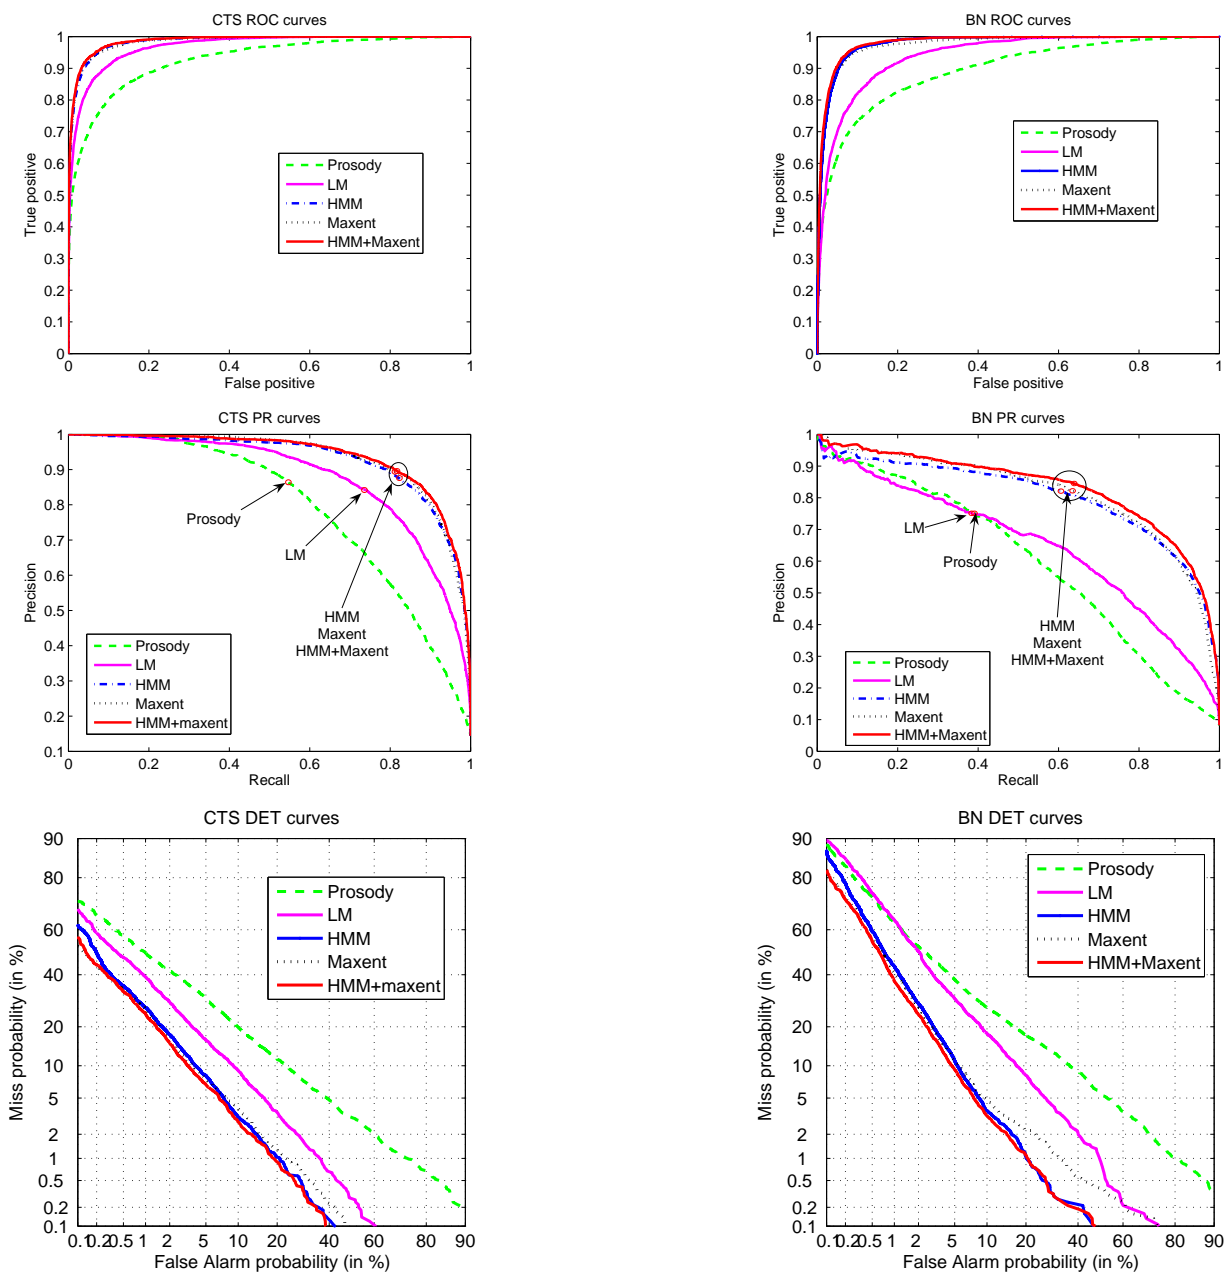 CTS ROC curves
1
0.9
0.8
0.7
0.6
0.5
0.4
0.3
0.2
0.1
0
True positive
Prosody
LM
HMM
Maxent
HMM+Maxent
0 0.2 0.4 0.6 0.8 1
False positive
BN ROC curves
1
0.9
0.8
0.7
0.6
0.5
0.4
0.3
0.2
0.1
0
True positive
Prosody
LM
HMM
Maxent
HMM+Maxent
0 0.2 0.4 0.6 0.8 1
False positive
CTS PR curves
1
0.9
0.8
0.7
0.6
0.5
0.4
0.3
0.2
0.1
Precision
Prosody
LM
HMM
Maxent
HMM+Maxent
Prosody
LM
HMM
Maxent
HMM+maxent
0 0.2 0.4 0.6 0.8 1
Recall
BN PR curves
1
0.9
0.8
0.7
0.6
0.5
0.4
0.3
0.2
0.1
0
Precision
LM
Prosody
HMM
Maxent
HMM+Maxent
Prosody
LM
HMM
Maxent
HMM+Maxent
0 0.2 0.4 0.6 0.8 1
Recall
CTS DET curves
90
80
60
40
20
10
5
2
1
0.5
0.2
0.1
Miss probability (in %)
Prosody
LM
HMM
Maxent
HMM+maxent
0.1 0.2 0.5 1 2 5 10 20 40 60 80 90
False Alarm probability (in %)
BN DET curves
90
80
60
40
20
10
5
2
1
0.5
0.2
0.1
Miss probability (in %)
Prosody
LM
HMM
Maxent
HMM+Maxent
0.1 0.2 0.5 1 2 5 10 20 40 60 80 90
False Alarm probability (in %)